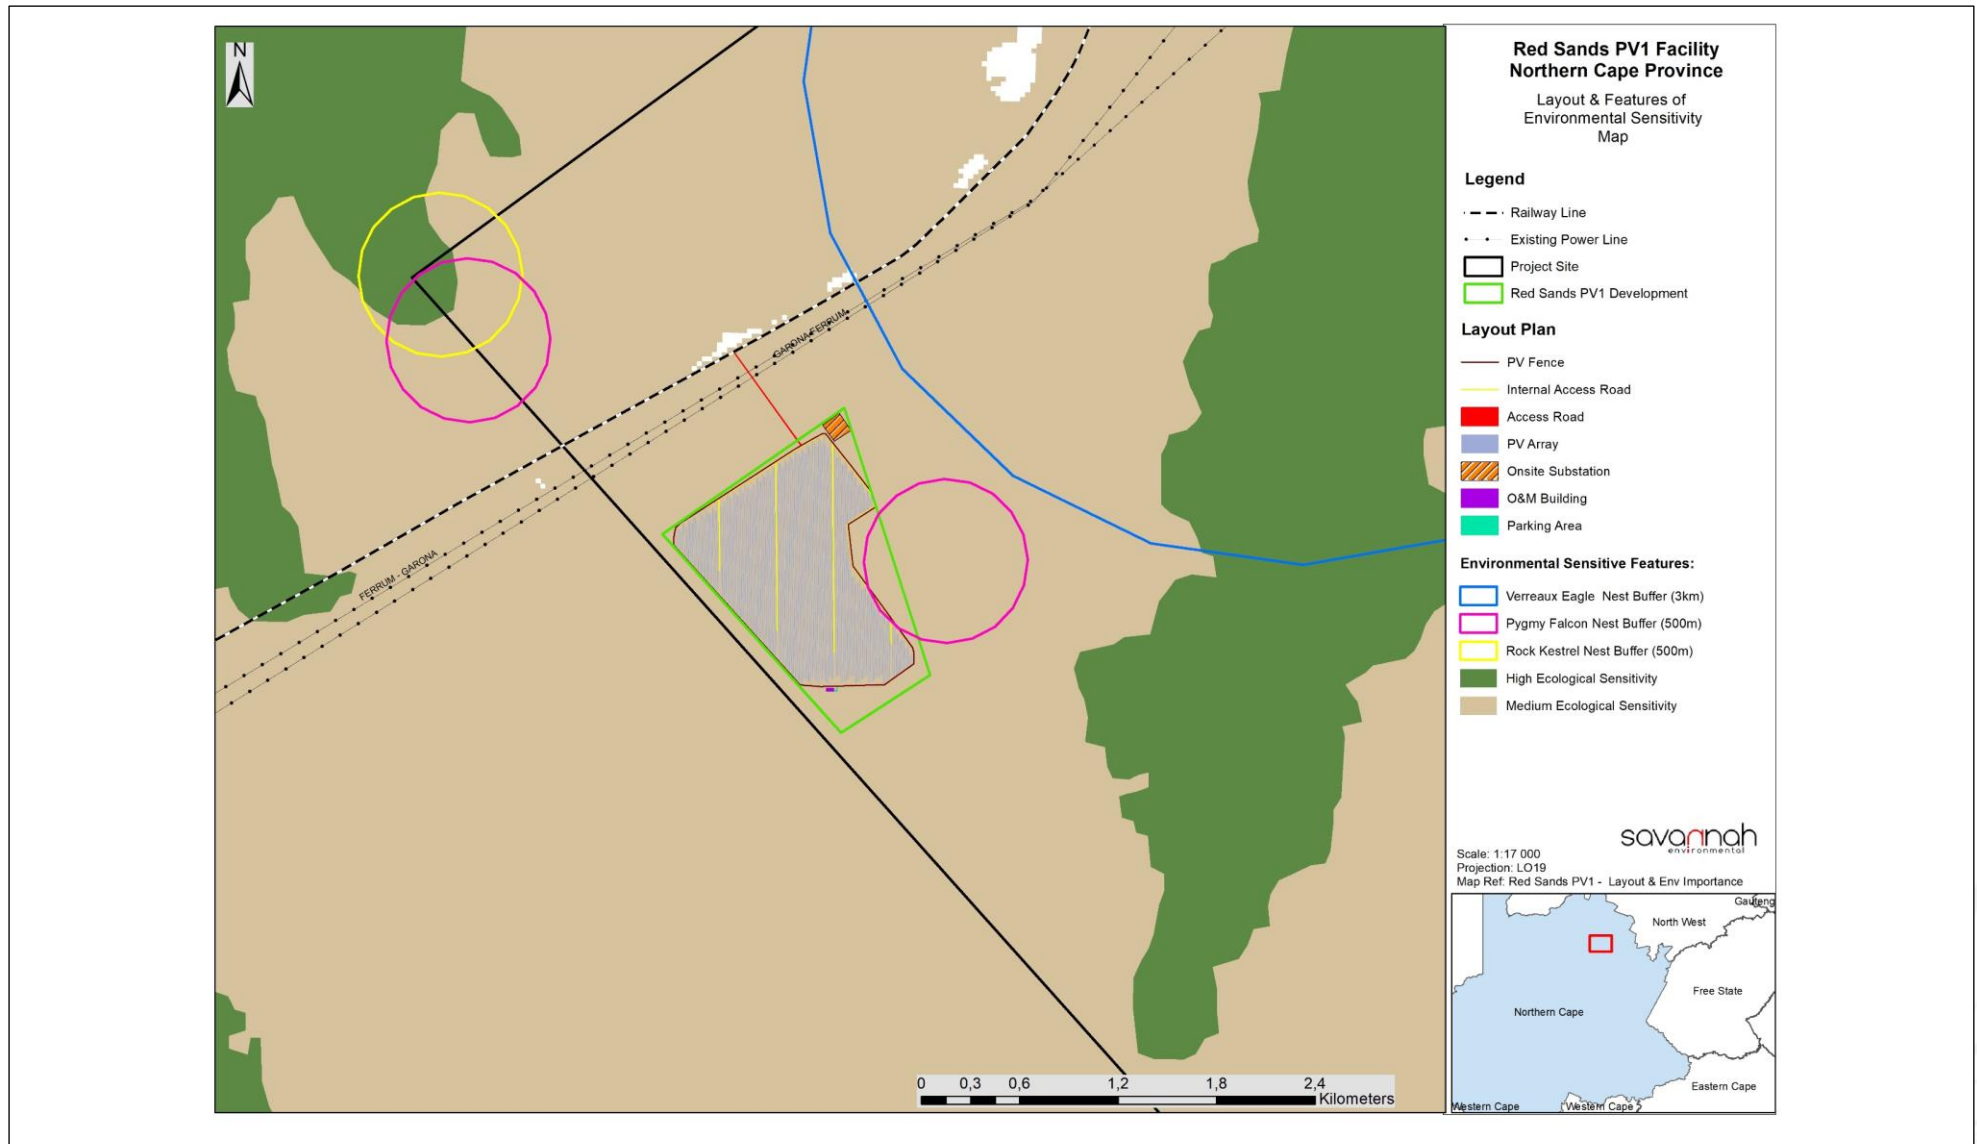 N
GARONA-FERRUM
FERRUM - GARONA
0 0,3 0,6 1,2 1,8 2,4
Kilometers
Red Sands PV1 Facility
Northern Cape Province
Layout & Features of
Environmental Sensitivity
Map
Legend
Railway Line
Existing Power Line
Project Site
Red Sands PV1 Development
Layout Plan
PV Fence
Internal Access Road
Access Road
PV Array
Onsite Substation
O&M Building
Parking Area
Environmental Sensitive Features:
Verreaux Eagle Nest Buffer (3km)
Pygmy Falcon Nest Buffer (500m)
Rock Kestrel Nest Buffer (500m)
High Ecological Sensitivity
Medium Ecological Sensitivity
savannah
environmental
Scale: 1:17 000
Projection: LO19
Map Ref: Red Sands PV1 - Layout & Env Importance
Gauteng
North West
Free State
Northern Cape
Eastern Cape
Western Cape
Western Cape